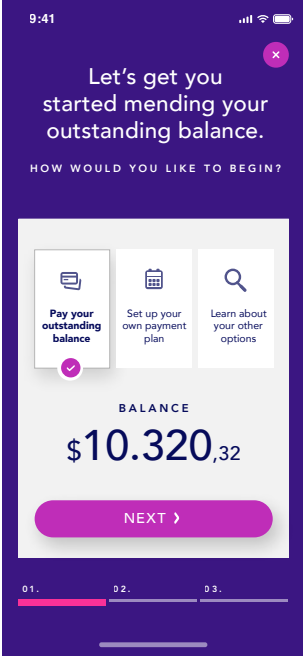 9:41
Let's get you
started mending your
outstanding balance.
HOW WOULD YOU LIKE TO BEGIN?
Pay your
outstanding
balance
Set up your
own payment
plan
Learn about
your other
options
BALANCE
$10.320,32
NEXT ❯
01.
02.
03.